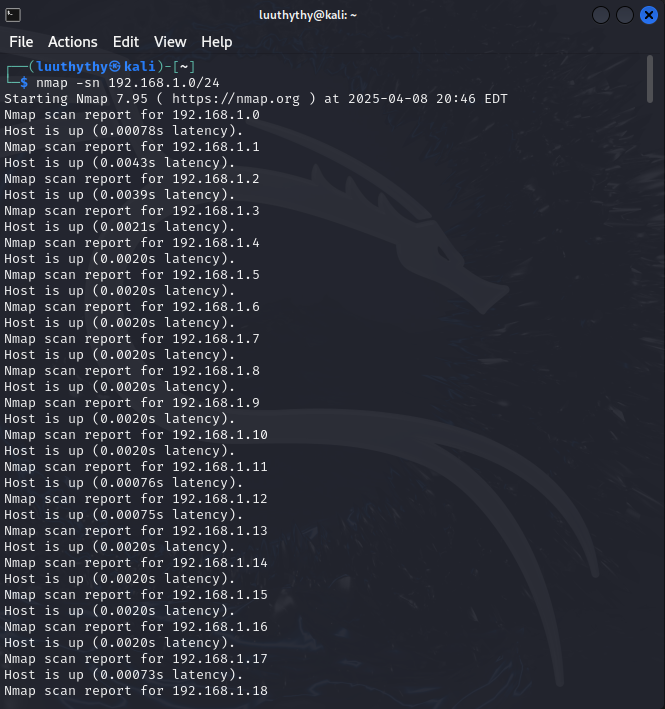 luuthythy@kali: ~
File Actions Edit View Help
┌──(luuthythy㉿kali)-[~]
└─$ nmap -sn 192.168.1.0/24
Starting Nmap 7.95 ( https://nmap.org ) at 2025-04-08 20:46 EDT
Nmap scan report for 192.168.1.0
Host is up (0.00078s latency).
Nmap scan report for 192.168.1.1
Host is up (0.0043s latency).
Nmap scan report for 192.168.1.2
Host is up (0.0039s latency).
Nmap scan report for 192.168.1.3
Host is up (0.0021s latency).
Nmap scan report for 192.168.1.4
Host is up (0.0020s latency).
Nmap scan report for 192.168.1.5
Host is up (0.0020s latency).
Nmap scan report for 192.168.1.6
Host is up (0.0020s latency).
Nmap scan report for 192.168.1.7
Host is up (0.0020s latency).
Nmap scan report for 192.168.1.8
Host is up (0.0020s latency).
Nmap scan report for 192.168.1.9
Host is up (0.0020s latency).
Nmap scan report for 192.168.1.10
Host is up (0.0020s latency).
Nmap scan report for 192.168.1.11
Host is up (0.00076s latency).
Nmap scan report for 192.168.1.12
Host is up (0.00075s latency).
Nmap scan report for 192.168.1.13
Host is up (0.0020s latency).
Nmap scan report for 192.168.1.14
Host is up (0.0020s latency).
Nmap scan report for 192.168.1.15
Host is up (0.0020s latency).
Nmap scan report for 192.168.1.16
Host is up (0.0020s latency).
Nmap scan report for 192.168.1.17
Host is up (0.00073s latency).
Nmap scan report for 192.168.1.18